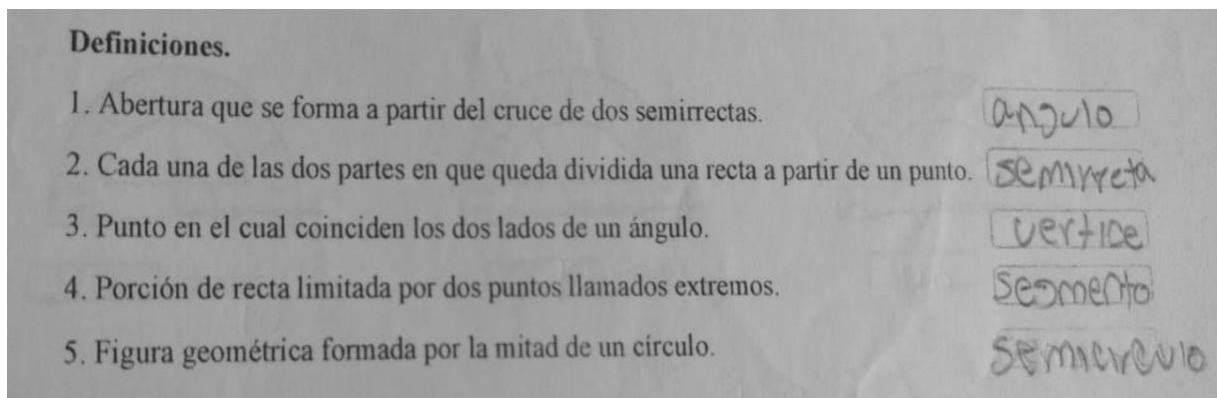 Definiciones.
1. Abertura que se forma a partir del cruce de dos semirrectas. angulo
2. Cada una de las dos partes en que queda dividida una recta a partir de un punto. semirreta
3. Punto en el cual coinciden los dos lados de un ángulo. vertice
4. Porción de recta limitada por dos puntos llamados extremos. segmento
5. Figura geométrica formada por la mitad de un círculo. semicirculo